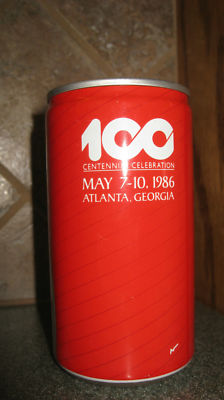 100
CENTENNIAL CELEBRATION
MAY 7-10, 1986
ATLANTA, GEORGIA